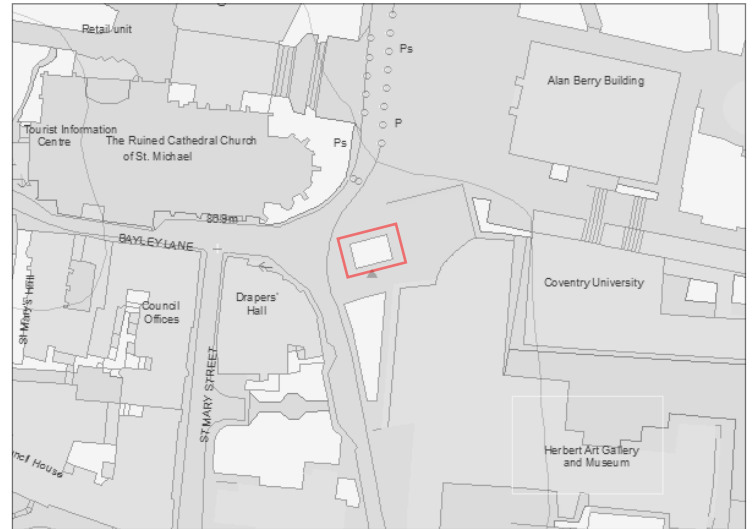 Retail unit
Ps
Alan Berry Building
P
Tourist Information
Centre
The Ruined Cathedral Church
of St. Michael
Ps
BAYLEY LANE
St Mary's Hall
Council
Offices
Drapers'
Hall
Coventry University
ST MARY STREET
Herbert Art Gallery
and Museum
ncil House